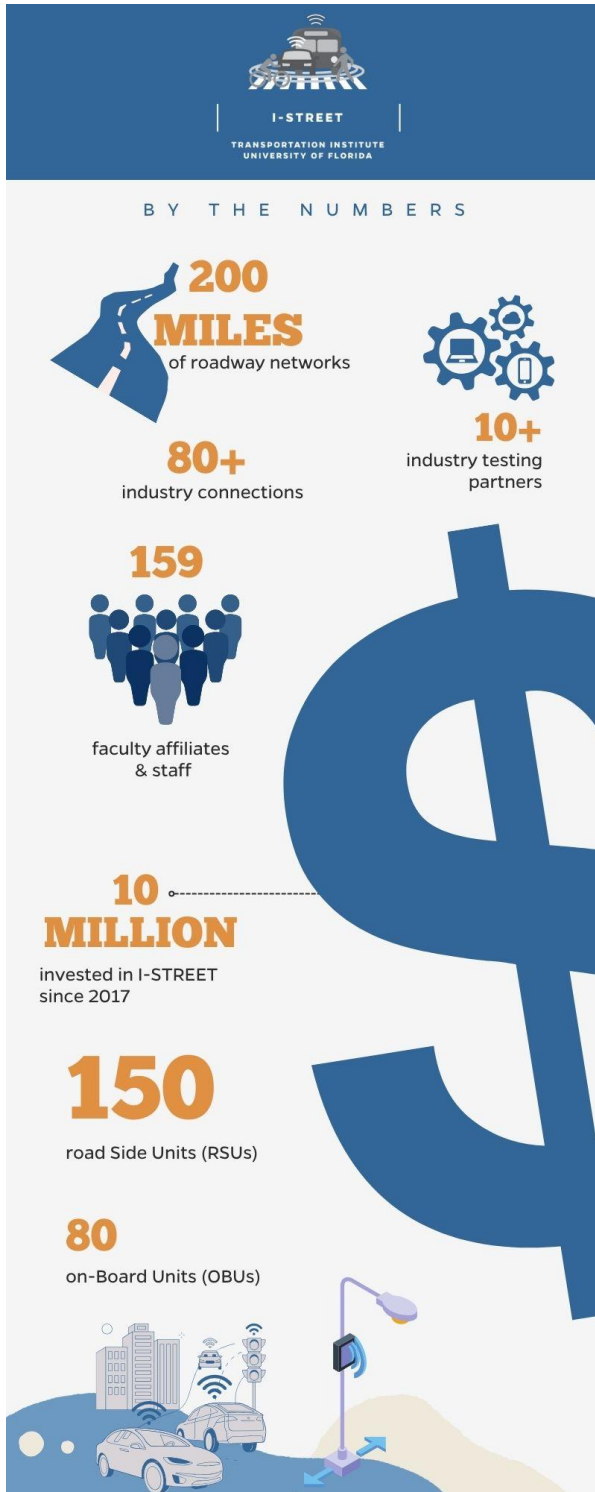 I-STREET
TRANSPORTATION INSTITUTE
UNIVERSITY OF FLORIDA
BY THE NUMBERS
200
MILES
of roadway networks
10+
industry testing
partners
80+
industry connections
159
faculty affiliates
& staff
$
10
MILLION
invested in I-STREET
since 2017
150
road Side Units (RSUs)
80
on-Board Units (OBUs)